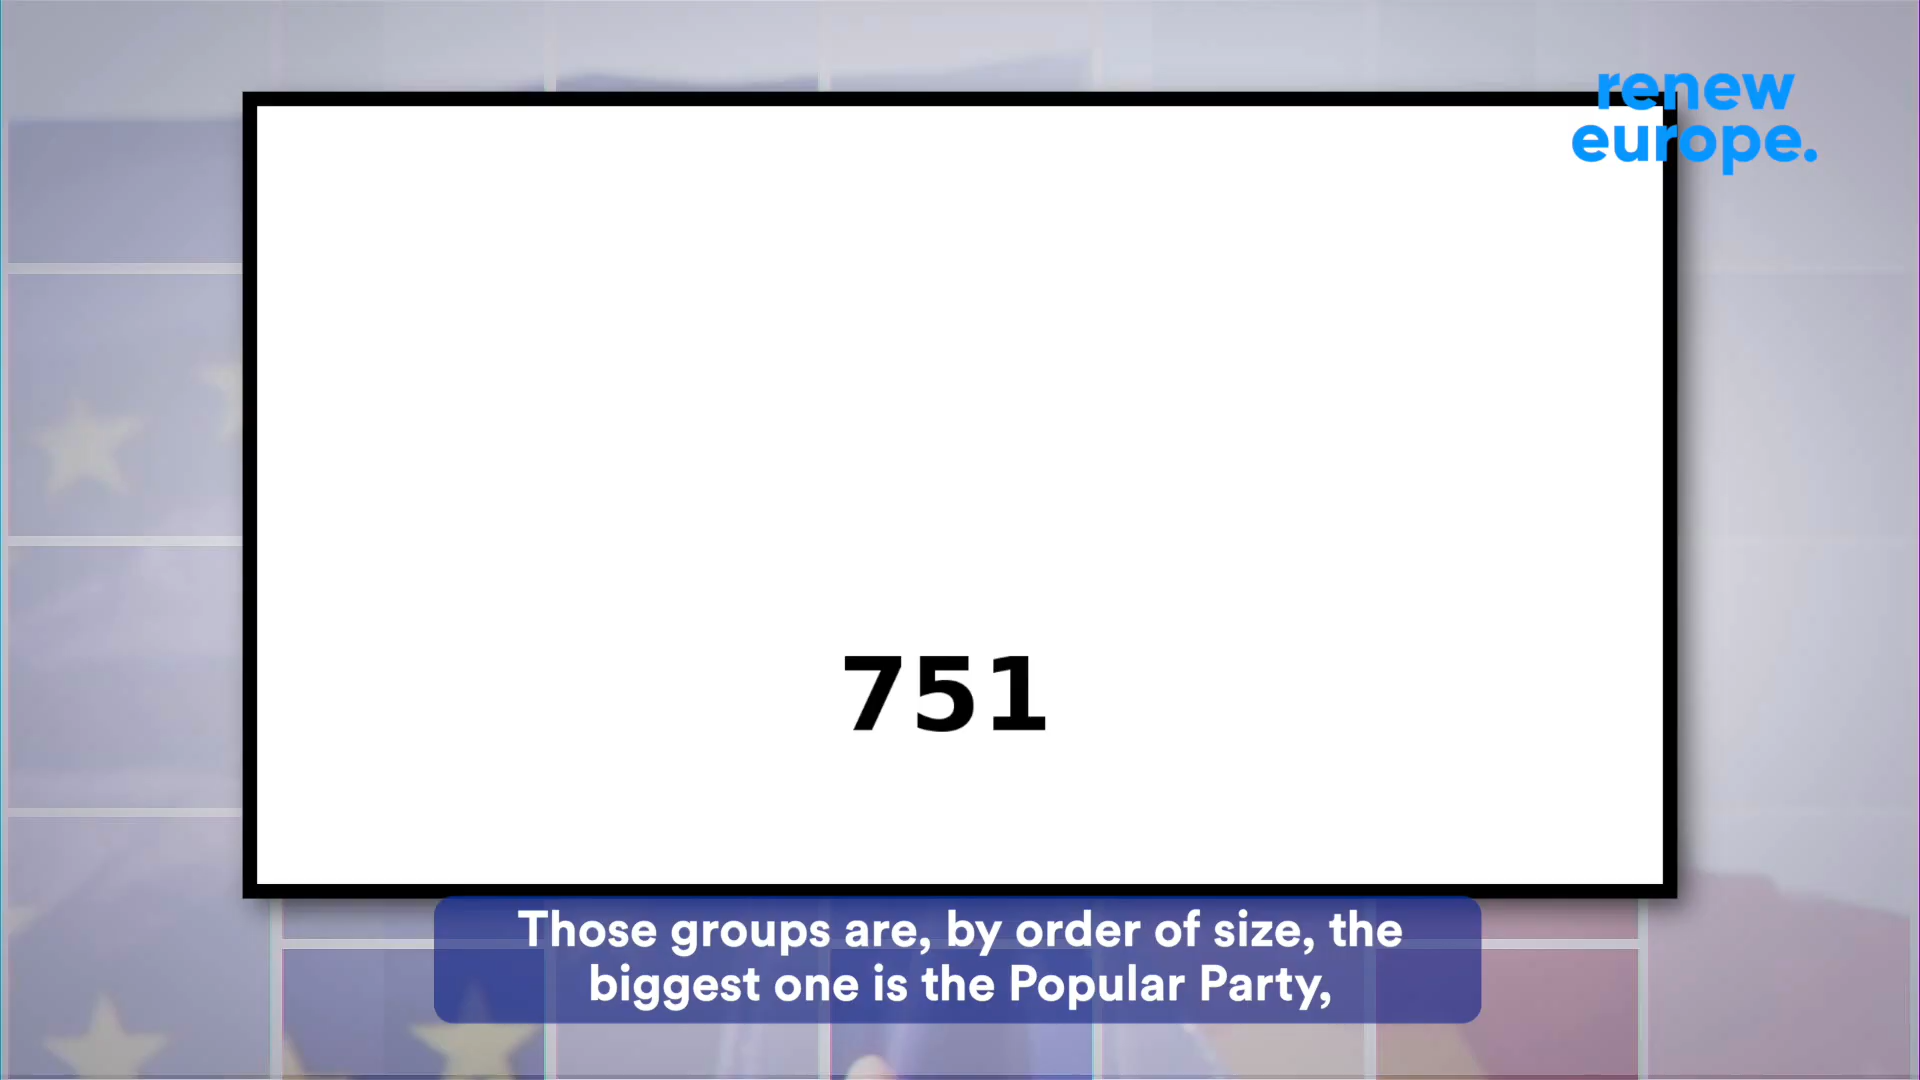 renew
europe.
751
Those groups are, by order of size, the
biggest one is the Popular Party,